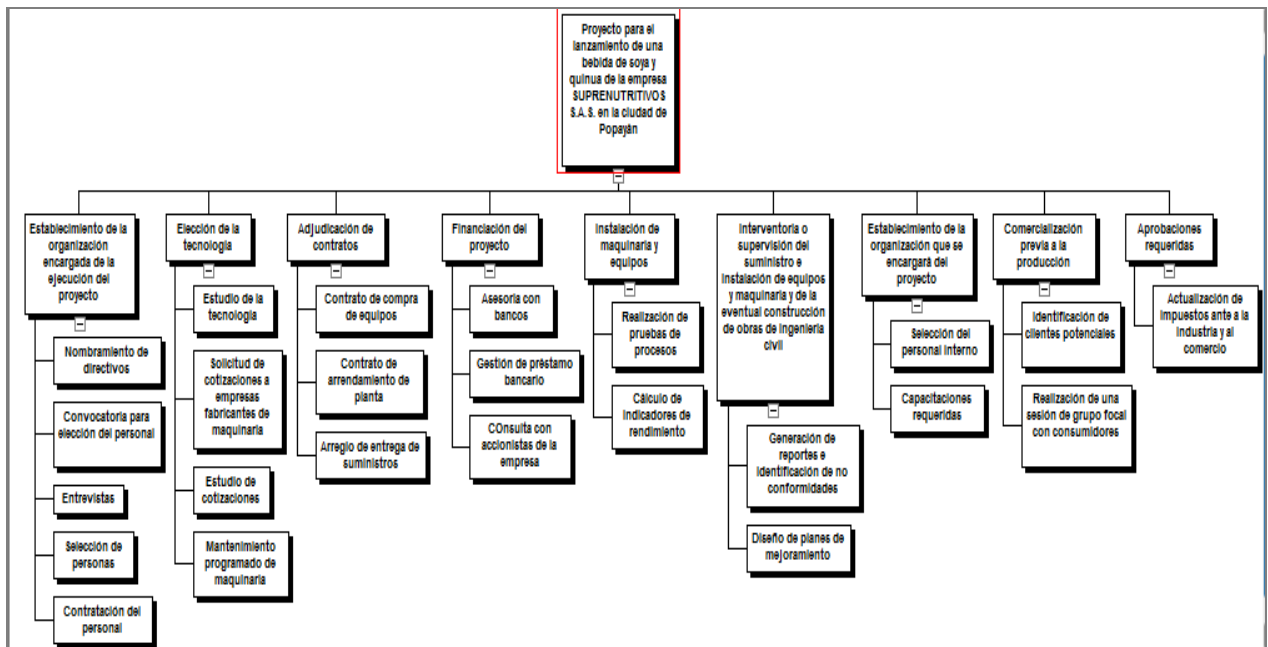 Proyecto para el
lanzamiento de una
bebida de soya y
quinua de la empresa
SUPRENUTRITIVOS
S.A.S. en la ciudad de
Popayán
Establecimiento de la
organización
encargada de la
ejecución del
proyecto
Nombramiento de
directivos
Convocatoria para
elección del personal
Entrevistas
Selección de
personas
Contratación del
personal
Elección de la
tecnología
Estudio de la
tecnología
Solicitud de
cotizaciones a
empresas
fabricantes de
maquinaria
Estudio de
cotizaciones
Mantenimiento
programado de
maquinaria
Adjudicación de
contratos
Contrato de compra
de equipos
Contrato de
arrendamiento de
planta
Arreglo de entrega de
suministros
Financiación del
proyecto
Asesoría con
bancos
Gestión de préstamo
bancario
COnsulta con
accionistas de la
empresa
Instalación de
maquinaria y
equipos
Realización de
pruebas de
procesos
Cálculo de
indicadores de
rendimiento
Interventoría o
supervisión del
suministro e
instalación de equipos
y maquinaria y de la
eventual construcción
de obras de ingeniería
civil
Generación de
reportes e
identificación de no
conformidades
Diseño de planes de
mejoramiento
Establecimiento de la
organización que se
encargará del
proyecto
Selección del
personal interno
Capacitaciones
requeridas
Comercialización
previa a la
producción
Identificación de
clientes potenciales
Realización de una
sesión de grupo focal
con consumidores
Aprobaciones
requeridas
Actualización de
impuestos ante a la
industria y al
comercio